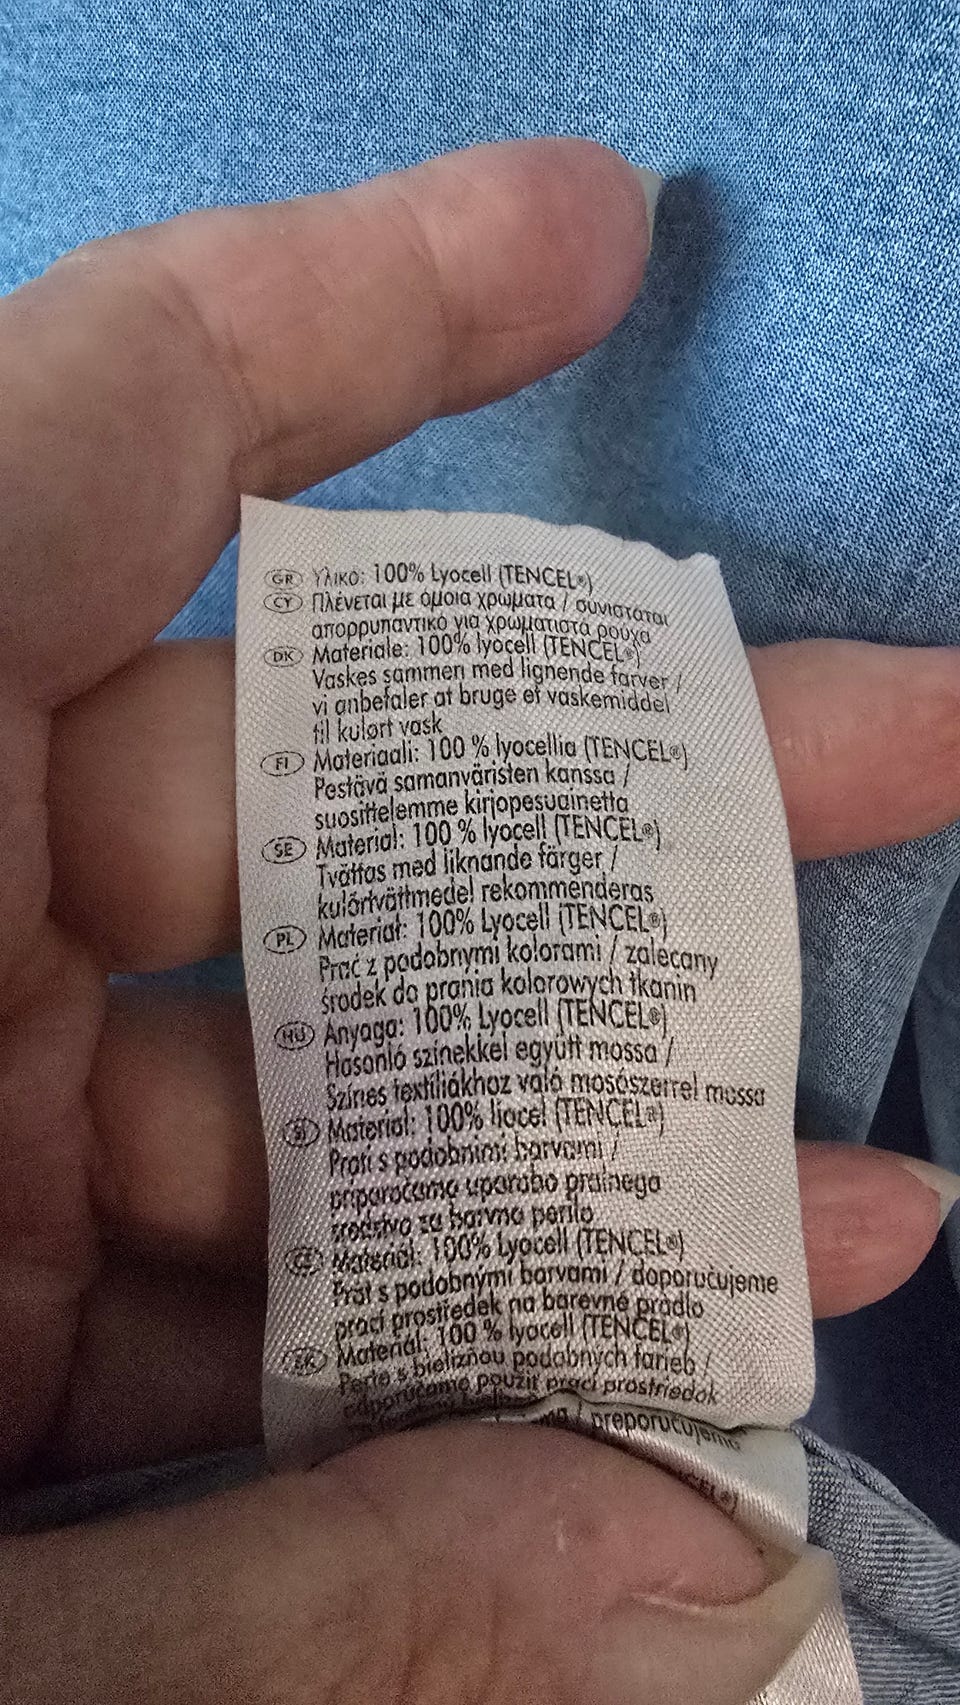 GR Υλικό: 100% Lyocell (TENCEL®)
CY Πλένεται με όμοια χρώματα / συνιστάται
απορρυπαντικό για χρωματιστά ρούχα
DK Materiale: 100% lyocell (TENCEL®)
Vaskes sammen med lignende farver /
vi anbefaler at bruge et vaskemiddel
til kulørt vask
FI Materiaali: 100 % lyocellia (TENCEL®)
Pestävä samanväristen kanssa /
suosittelemme kirjopesuainetta
SE Material: 100 % lyocell (TENCEL®)
Tvättas med liknande färger /
kulörtvättmedel rekommenderas
PL Materiał: 100% Lyocell (TENCEL®)
Prać z podobnymi kolorami / zalecany
środek do prania kolorowych tkanin
HU Anyaga: 100% Lyocell (TENCEL®)
Hasonló színekkel együtt mossa /
Színes textíliákhoz való mosószerrel mossa
SI Material: 100% liocel (TENCEL®)
Prati s podobnimi barvami /
priporočamo uporabo pralnega
sredstva za barvno perilo
CZ Materiál: 100% Lyocell (TENCEL®)
Prát s podobnými barvami / doporučujeme
prací prostředek na barevné prádlo
SK Materiál: 100 % lyocell (TENCEL®)
Perte s bielizňou podobných farieb /
odporúčame použiť prací prostriedok
preporučujemo